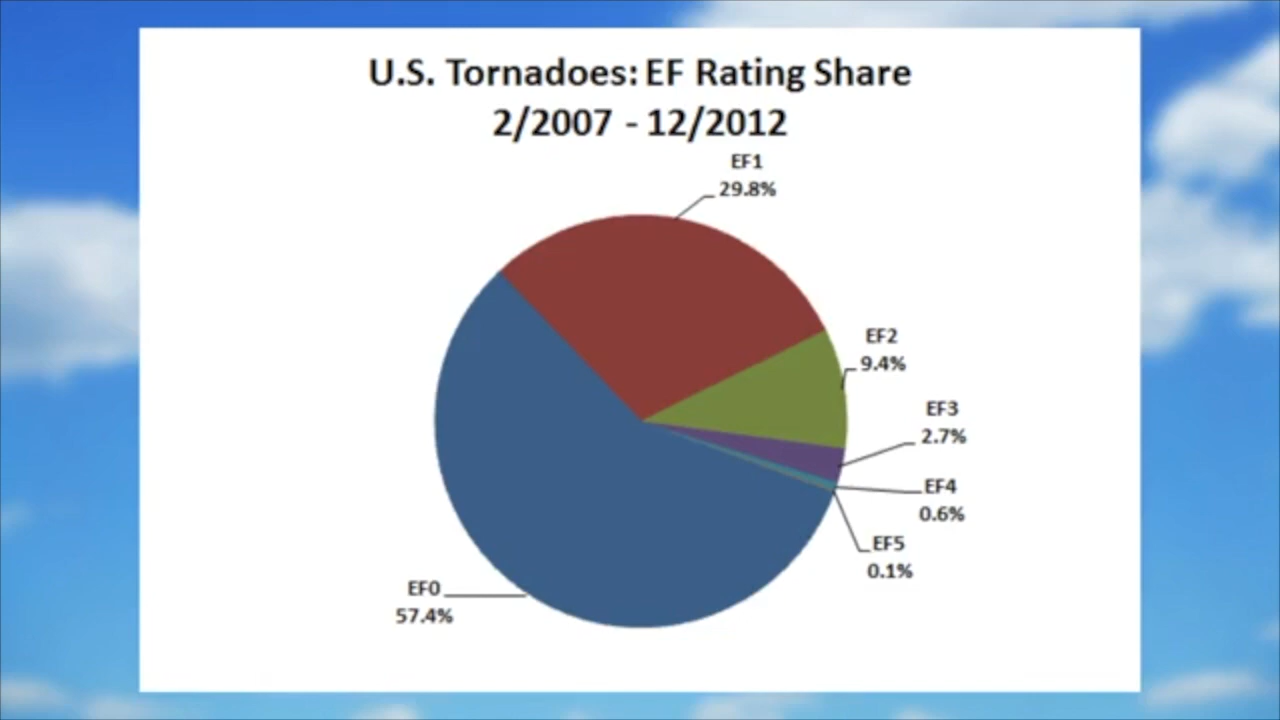 U.S. Tornadoes: EF Rating Share
2/2007 - 12/2012
EF1
29.8%
EF2
9.4%
EF3
2.7%
EF4
0.6%
EF5
0.1%
EF0
57.4%